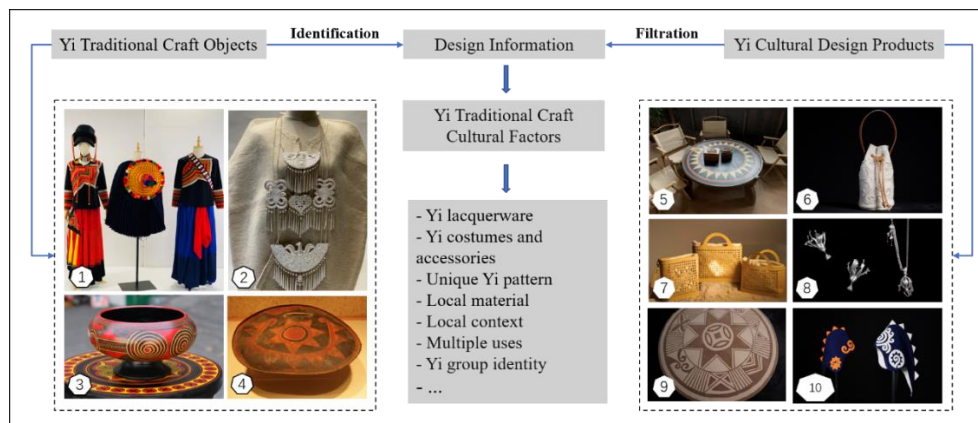 Yi Traditional Craft Objects
Identification
Design Information
Filtration
Yi Cultural Design Products
Yi Traditional Craft
Cultural Factors
- Yi lacquerware
- Yi costumes and
accessories
- Unique Yi pattern
- Local material
- Local context
- Multiple uses
- Yi group identity
- ...
1
2
3
4
5
6
7
8
9
10